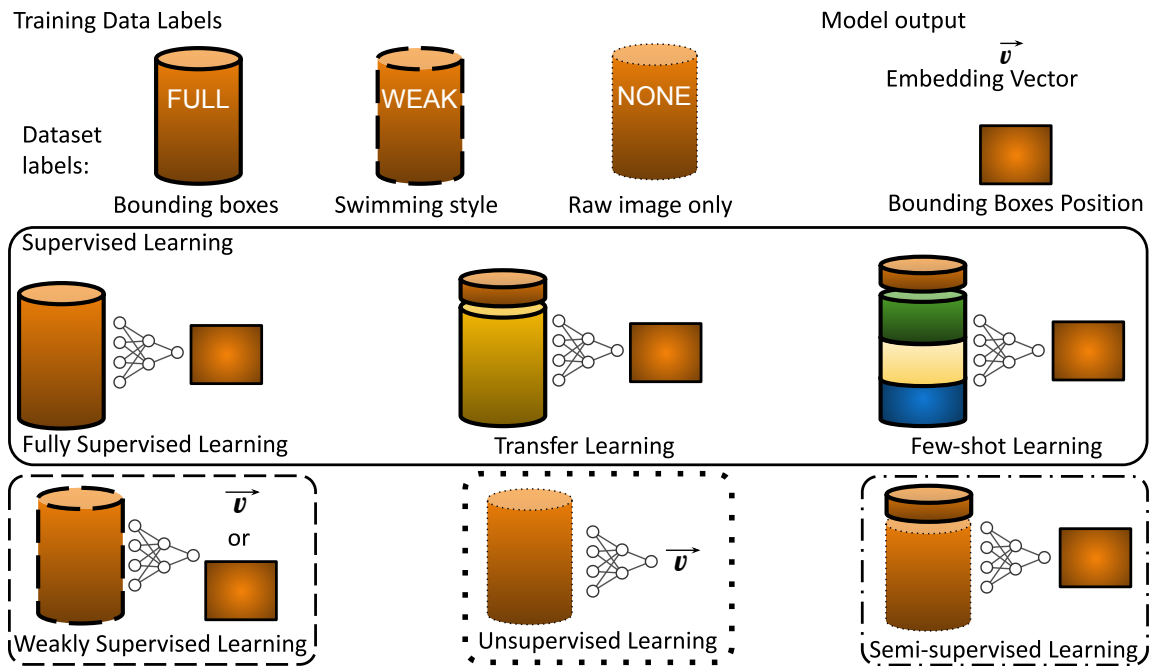 Training Data Labels
Model output
v
Embedding Vector
FULL
WEAK
NONE
Dataset
labels:
Bounding boxes
Swimming style
Raw image only
Bounding Boxes Position
Supervised Learning
Fully Supervised Learning
Transfer Learning
Few-shot Learning
v
or
Weakly Supervised Learning
v
Unsupervised Learning
Semi-supervised Learning